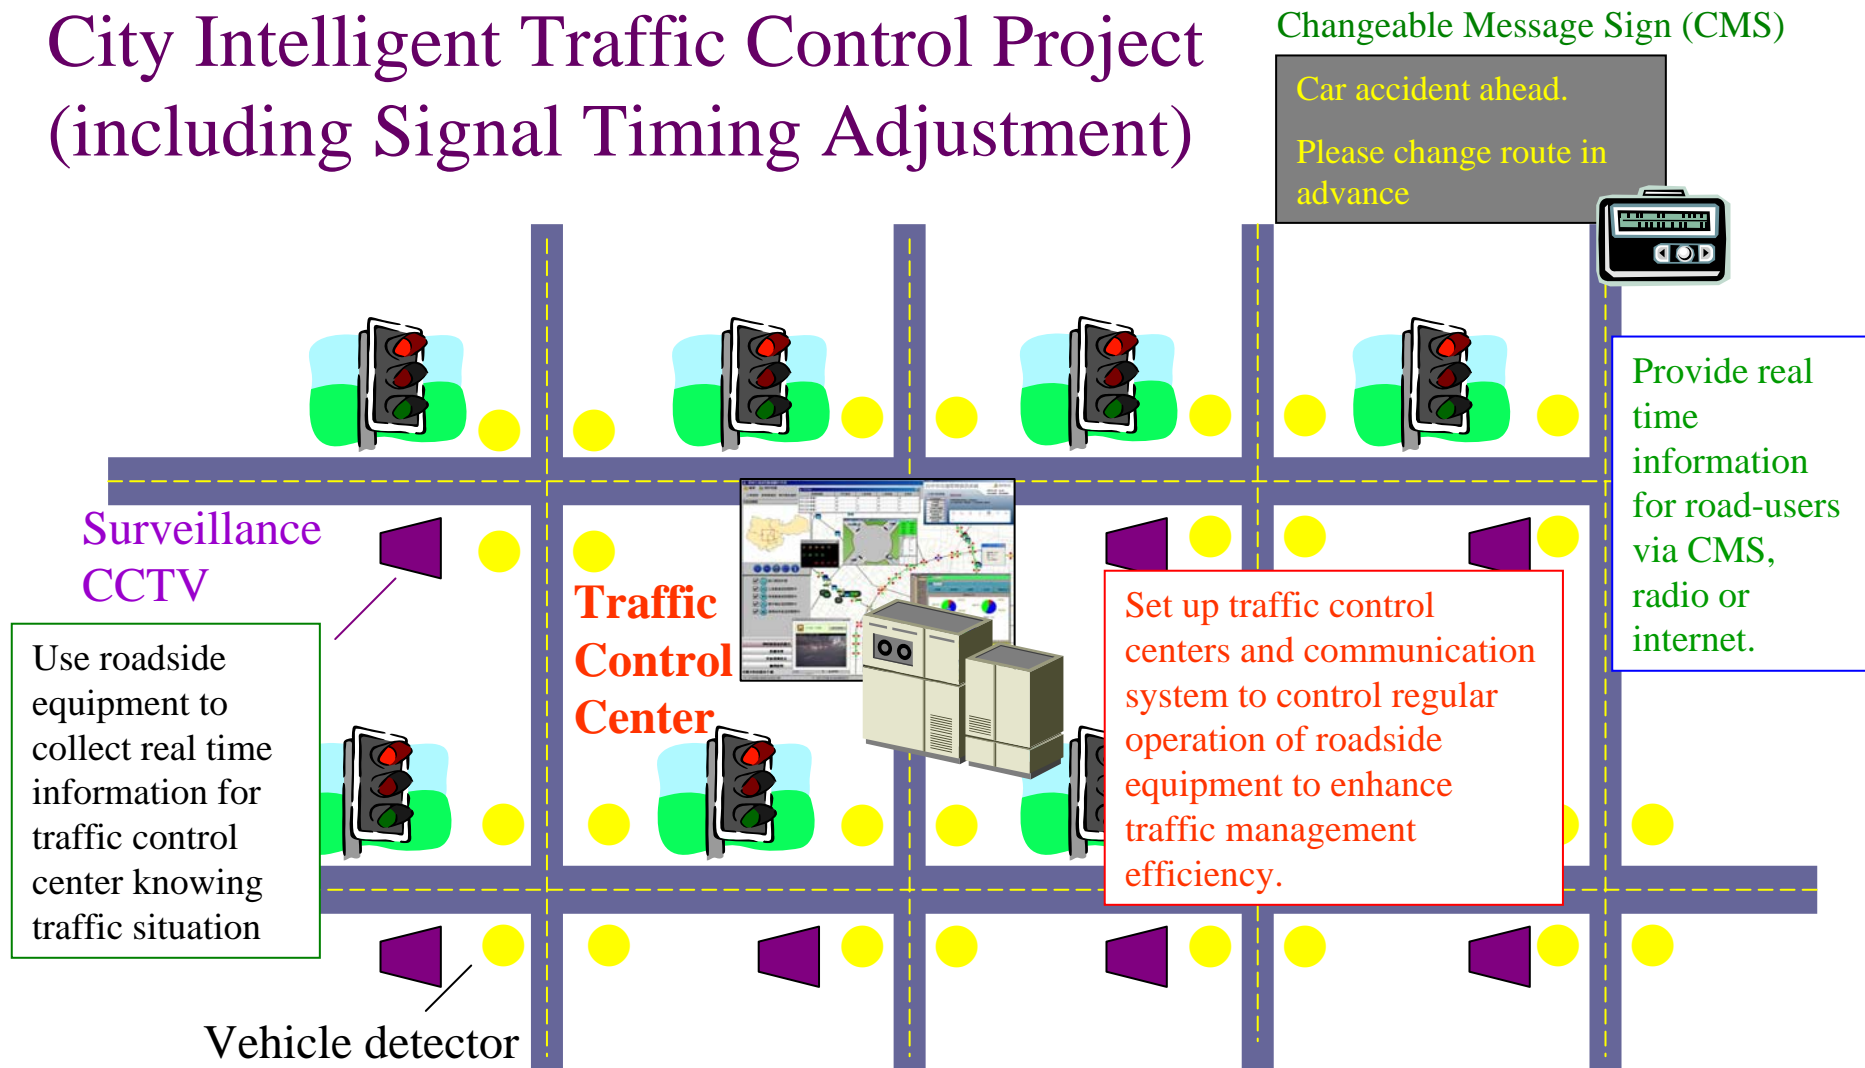 City Intelligent Traffic Control Project
(including Signal Timing Adjustment)
Changeable Message Sign (CMS)
Car accident ahead.
Please change route in
advance
Provide real
time
information
for road-users
via CMS,
radio or
internet.
Surveillance
CCTV
Traffic
Control
Center
Set up traffic control
centers and communication
system to control regular
operation of roadside
equipment to enhance
traffic management
efficiency.
Use roadside
equipment to
collect real time
information for
traffic control
center knowing
traffic situation
Vehicle detector